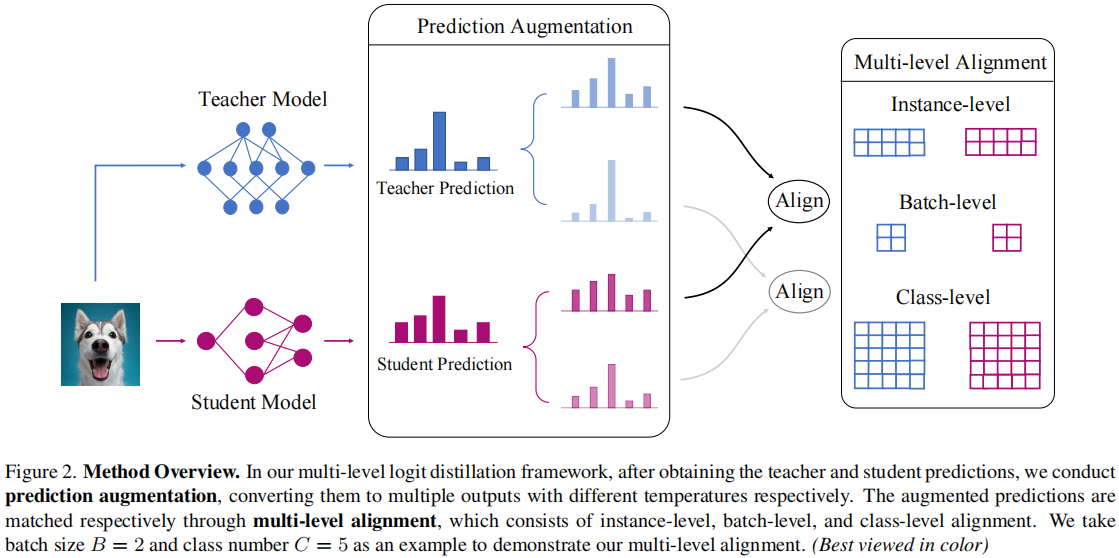 Prediction Augmentation
Teacher Model
Teacher Prediction
Student Prediction
Student Model
Align
Align
Multi-level Alignment
Instance-level
Batch-level
Class-level
Figure 2. Method Overview. In our multi-level logit distillation framework, after obtaining the teacher and student predictions, we conduct
prediction augmentation, converting them to multiple outputs with different temperatures respectively. The augmented predictions are
matched respectively through multi-level alignment, which consists of instance-level, batch-level, and class-level alignment. We take
batch size B = 2 and class number C = 5 as an example to demonstrate our multi-level alignment. (Best viewed in color)